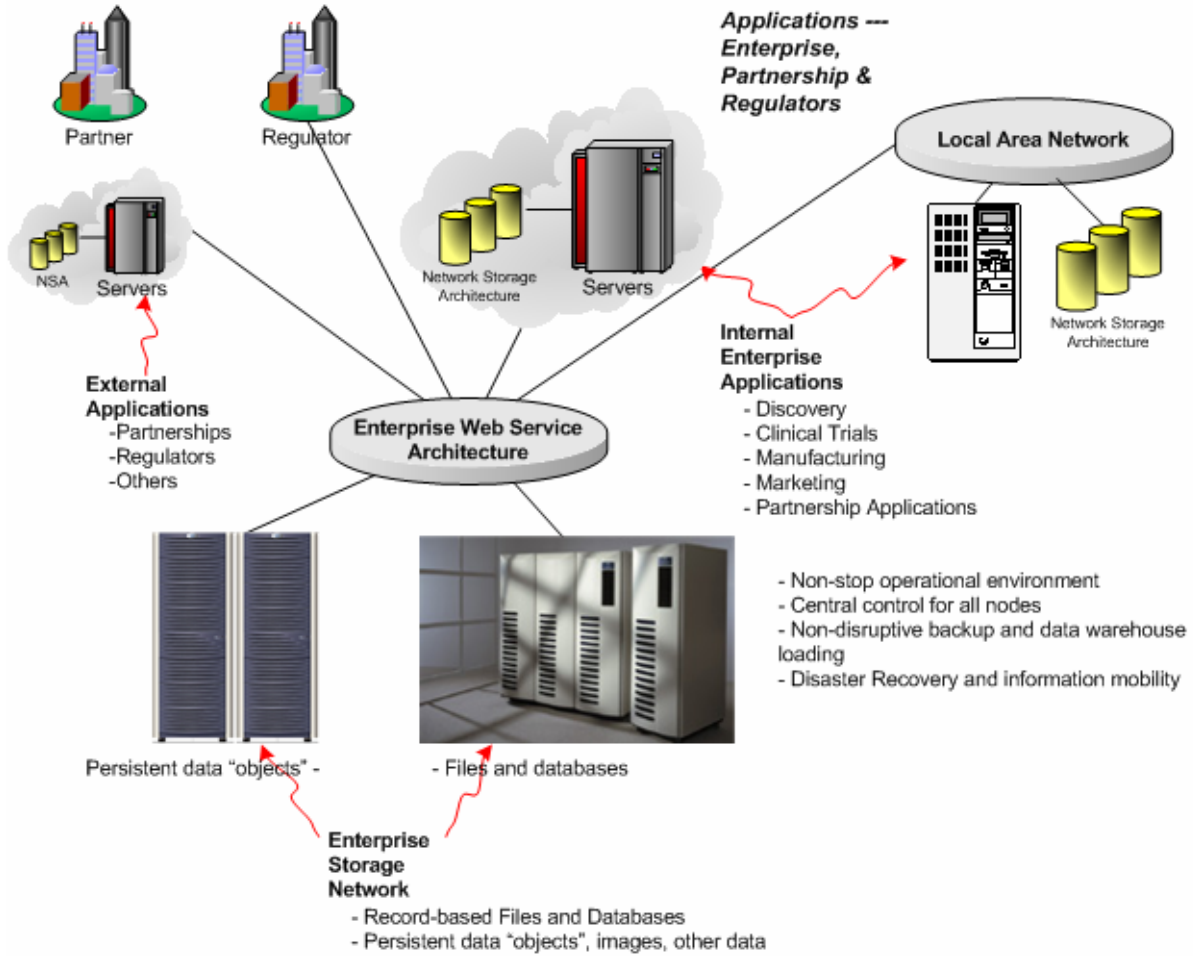 Applications ---
Enterprise,
Partnership &
Regulators
Partner
Regulator
Local Area Network
NSA
Servers
Network Storage
Architecture
Servers
Network Storage
Architecture
External
Applications
-Partnerships
-Regulators
-Others
Internal
Enterprise
Applications
- Discovery
- Clinical Trials
- Manufacturing
- Marketing
- Partnership Applications
Enterprise Web Service
Architecture
- Non-stop operational environment
- Central control for all nodes
- Non-disruptive backup and data warehouse
loading
- Disaster Recovery and information mobility
Persistent data “objects” -
- Files and databases
Enterprise
Storage
Network
- Record-based Files and Databases
- Persistent data “objects”, images, other data